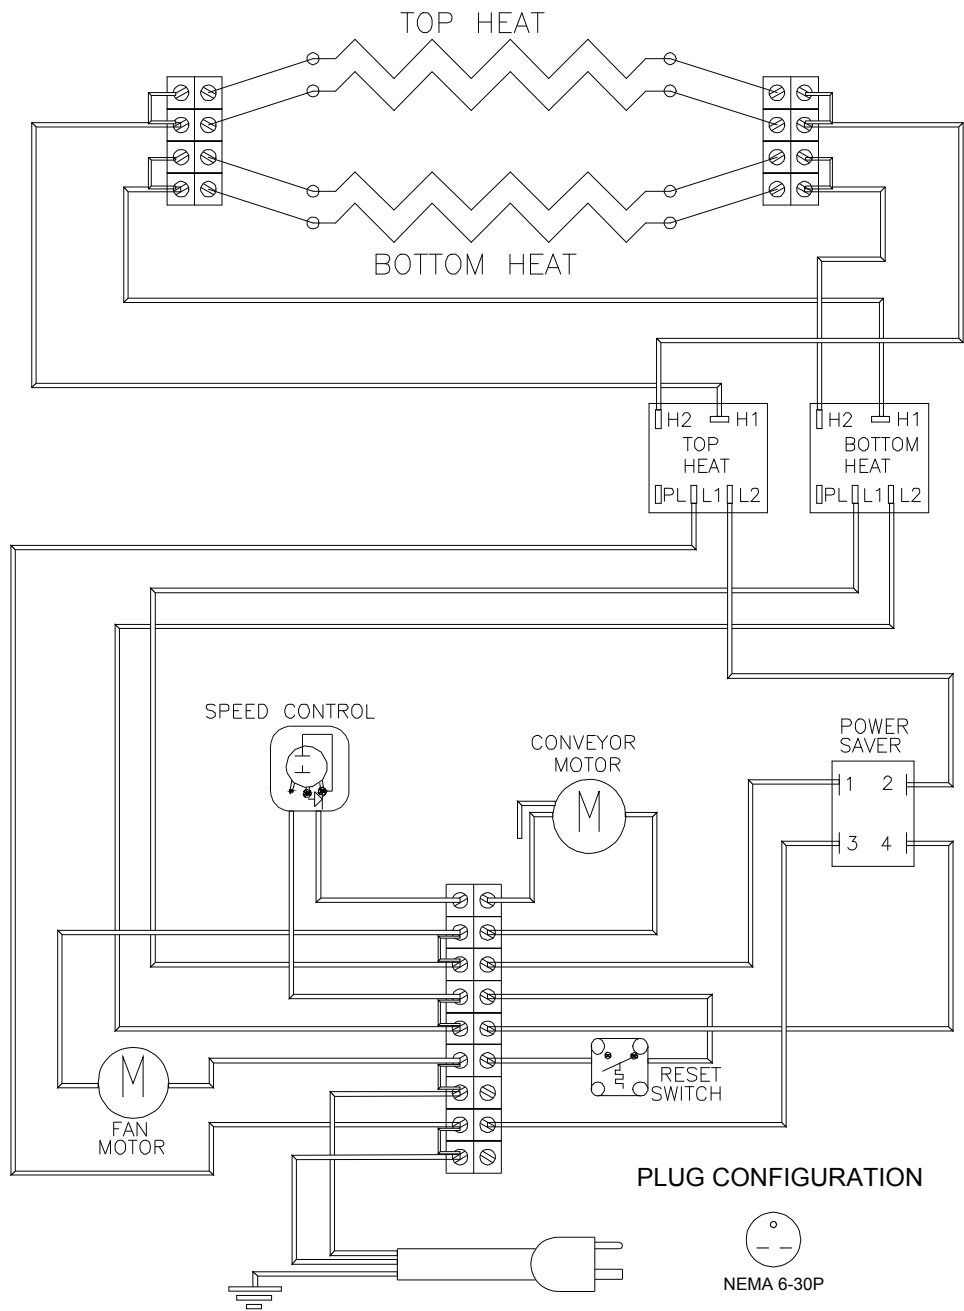 TOP HEAT
BOTTOM HEAT
H2 H1
TOP
HEAT
PL L1 L2
H2 H1
BOTTOM
HEAT
PL L1 L2
SPEED CONTROL
CONVEYOR
MOTOR
M
POWER
SAVER
1 2
3 4
M
FAN
MOTOR
RESET
SWITCH
PLUG CONFIGURATION
NEMA 6-30P